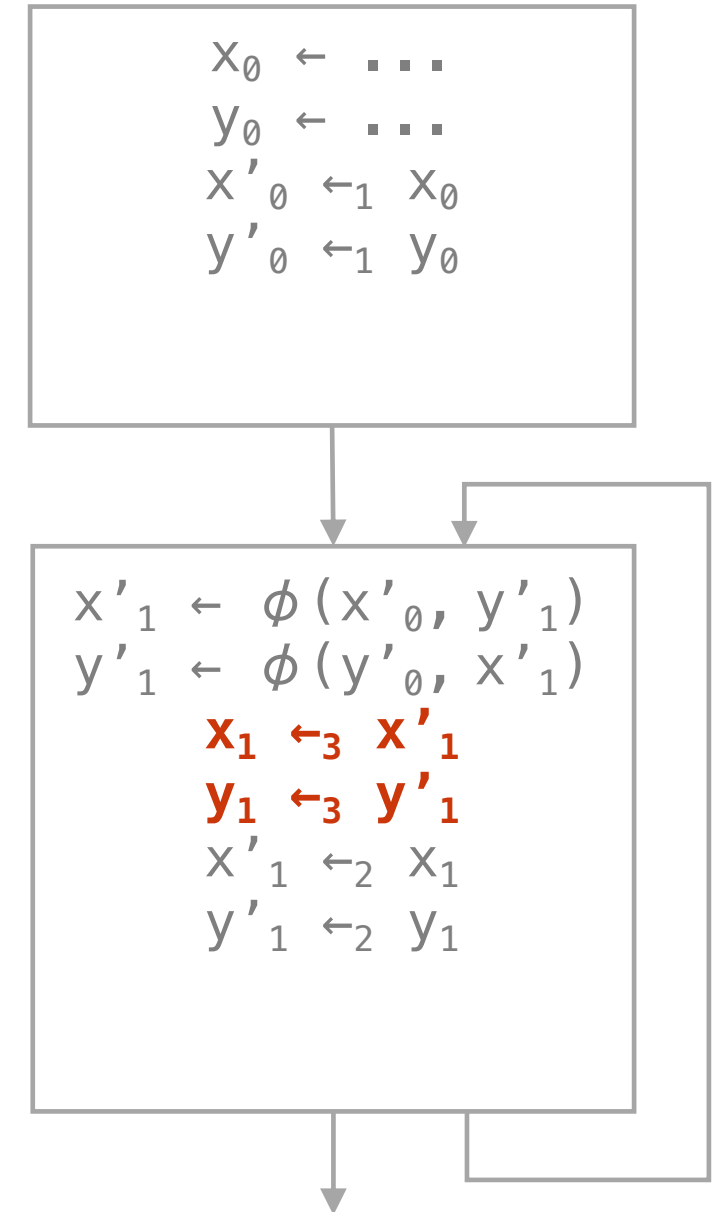 x₀ ← ...
y₀ ← ...
x’₀ ←₁ x₀
y’₀ ←₁ y₀
x’₁ ← ϕ(x’₀, y’₁)
y’₁ ← ϕ(y’₀, x’₁)
x₁ ←₃ x’₁
y₁ ←₃ y’₁
x’₁ ←₂ x₁
y’₁ ←₂ y₁